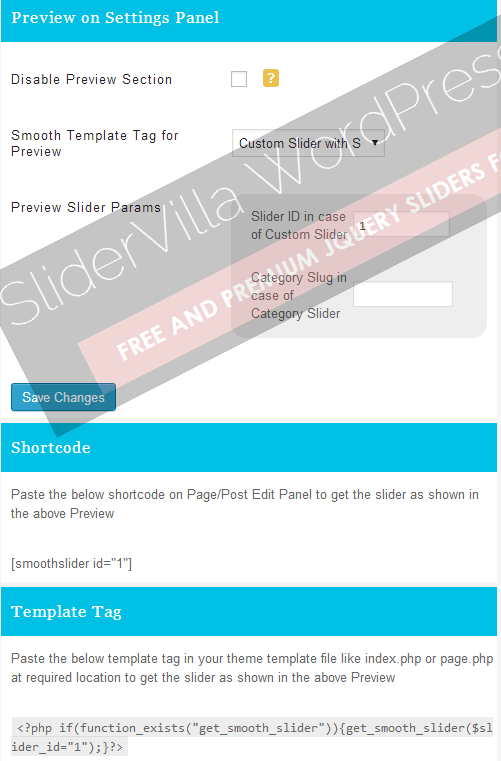 Preview on Settings Panel
Disable Preview Section
?
Smooth Template Tag for
Preview
Custom Slider with S
Preview Slider Params
Slider ID in case
of Custom Slider
1
Category Slug in
case of
Category Slider
SliderVilla WordPress
FREE AND PREMIUM JQUERY SLIDERS FO
Save Changes
Shortcode
Paste the below shortcode on Page/Post Edit Panel to get the slider as shown in
the above Preview
[smoothslider id="1"]
Template Tag
Paste the below template tag in your theme template file like index.php or page.php
at required location to get the slider as shown in the above Preview
<?php if(function_exists("get_smooth_slider")){get_smooth_slider($sl
ider_id="1");}?>